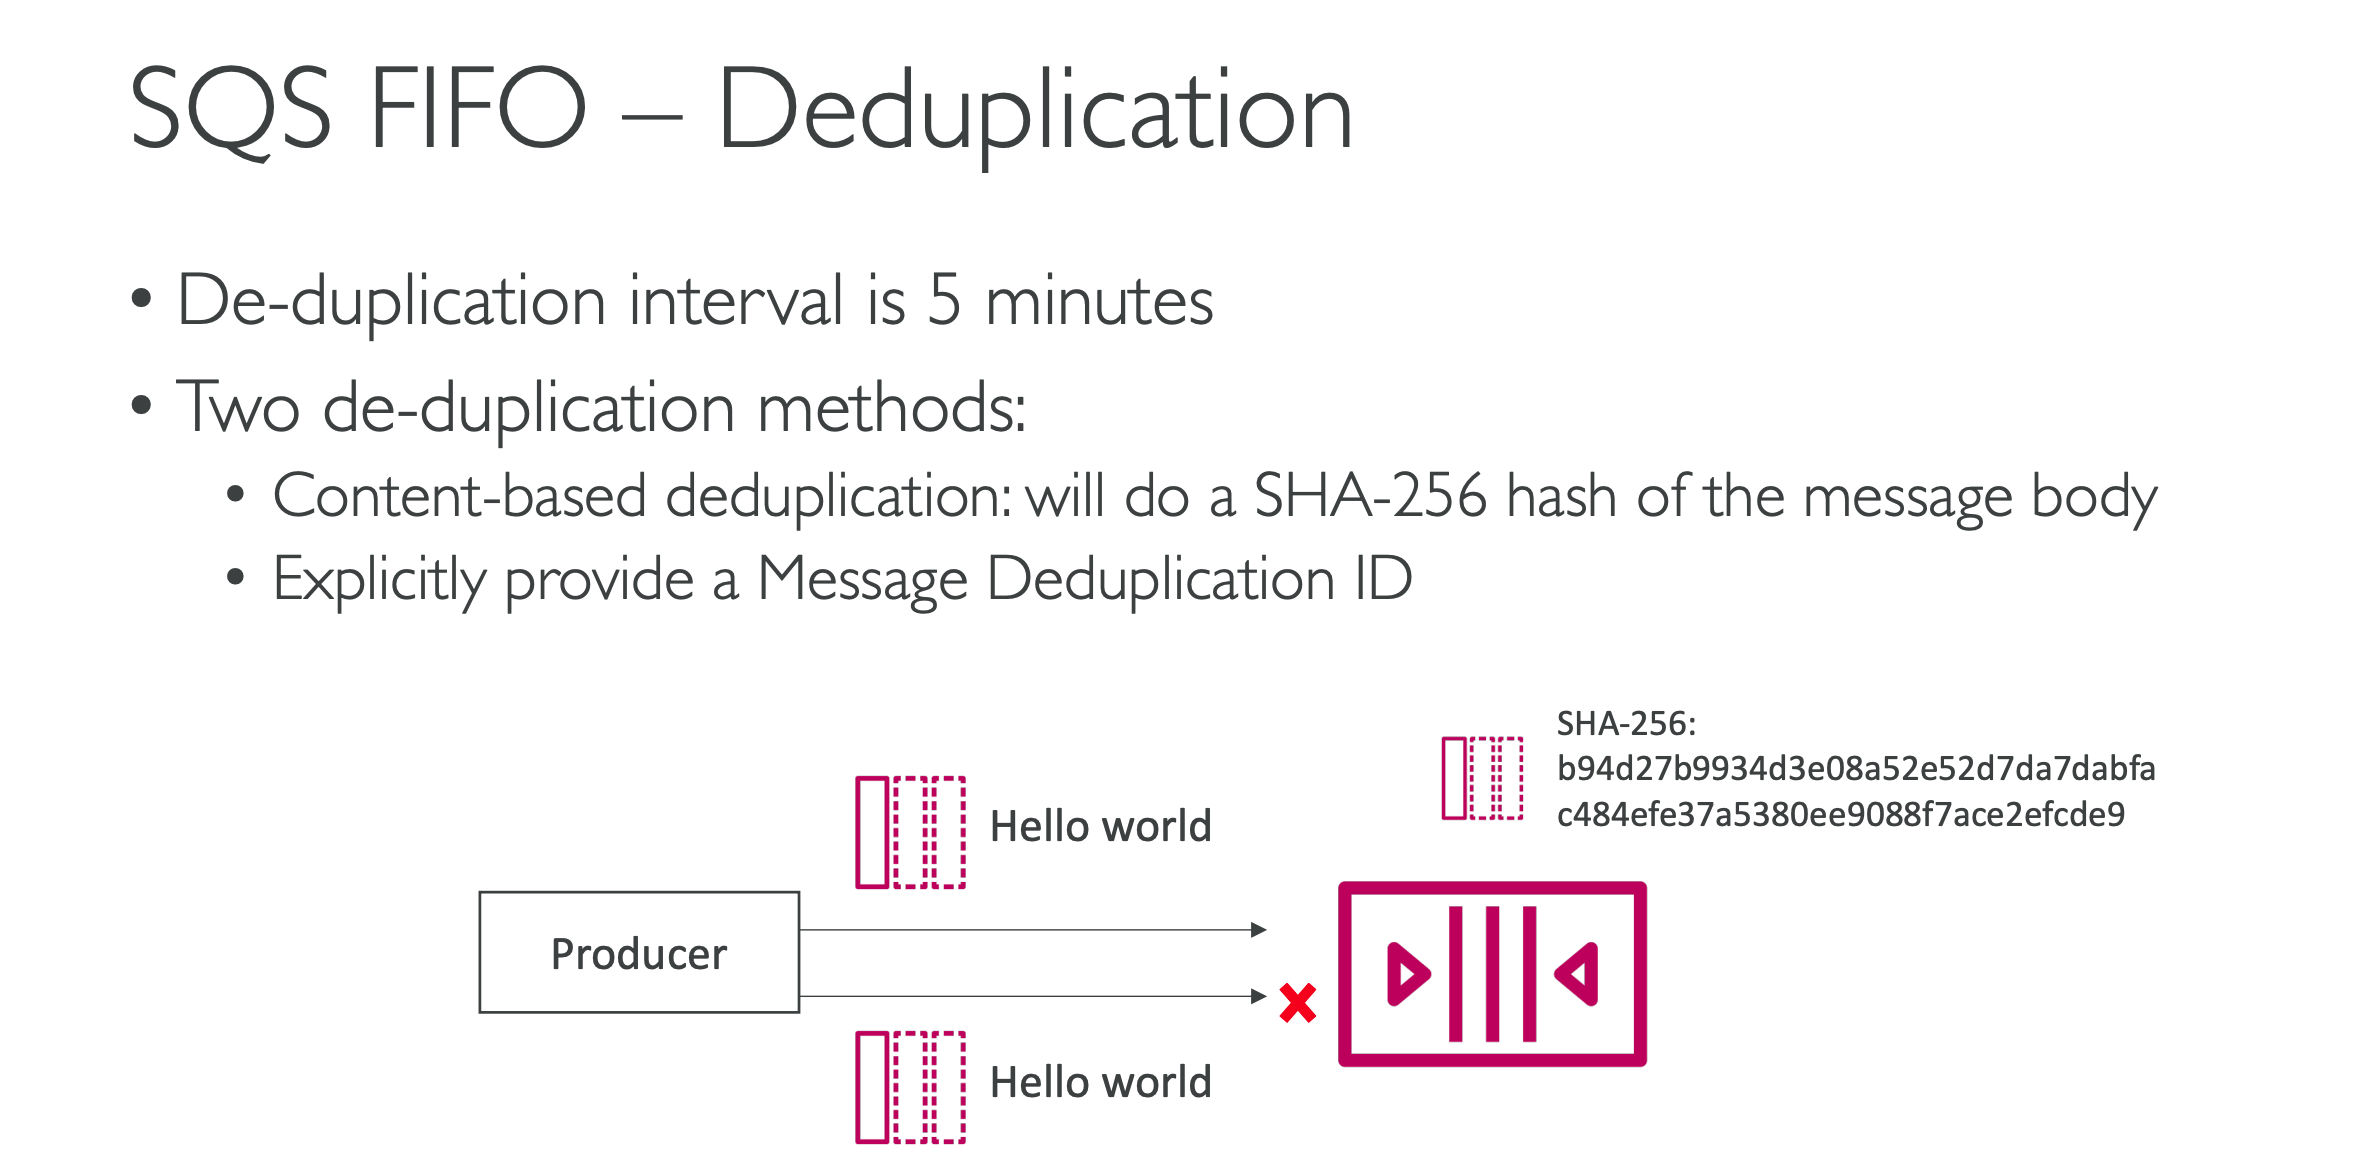 SQS FIFO – Deduplication
• De-duplication interval is 5 minutes
• Two de-duplication methods:
• Content-based deduplication: will do a SHA-256 hash of the message body
• Explicitly provide a Message Deduplication ID
SHA-256:
b94d27b9934d3e08a52e52d7da7dabfa
c484efe37a5380ee9088f7ace2efcde9
Hello world
Producer
Hello world